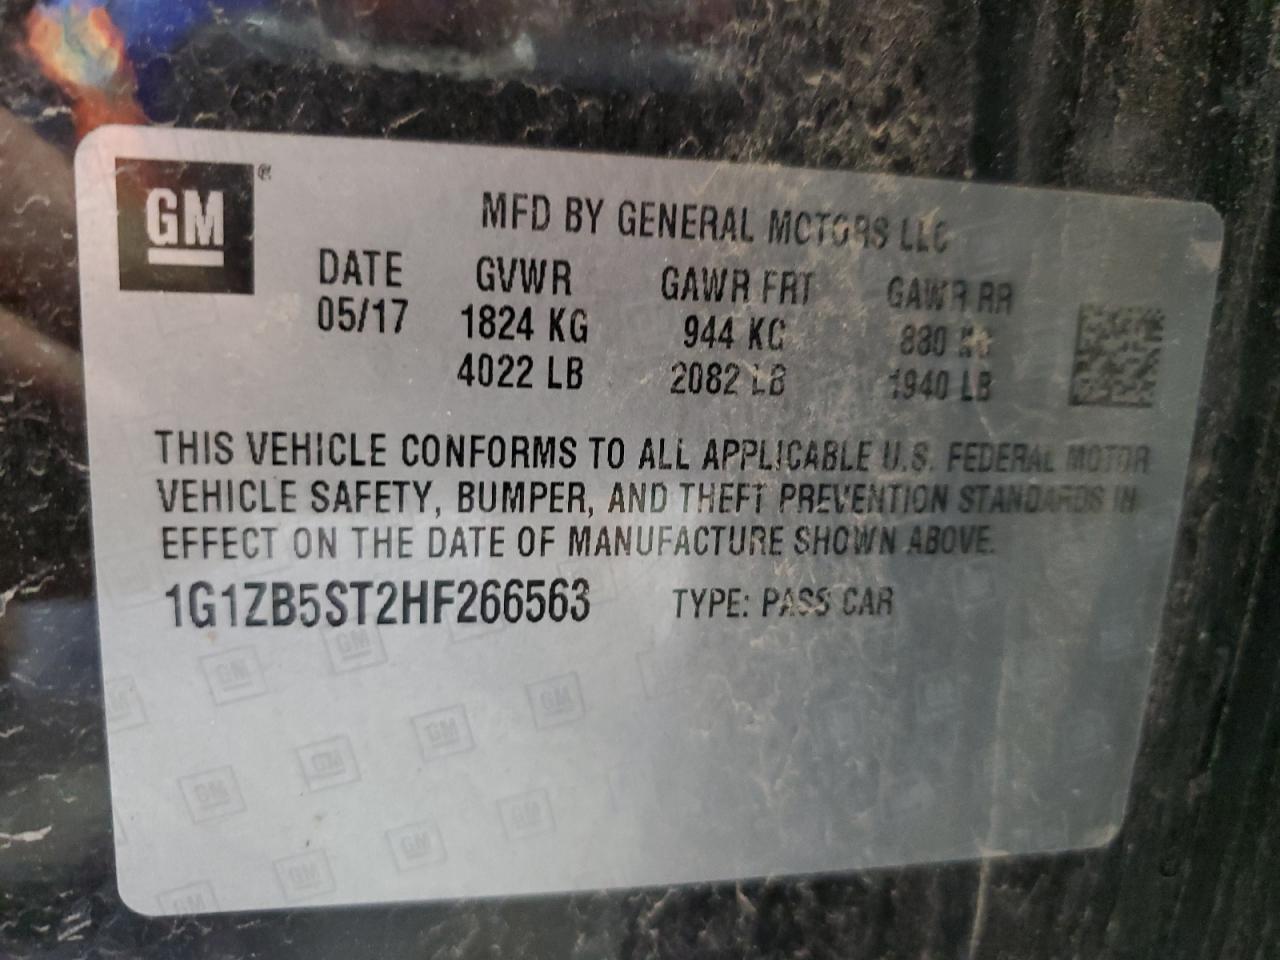 GM®
MFD BY GENERAL MOTORS LLC
DATE GVWR GAWR FRT GAWR RR
05/17 1824 KG 944 KG 880 KG
4022 LB 2082 LB 1940 LB
THIS VEHICLE CONFORMS TO ALL APPLICABLE U.S. FEDERAL MOTOR
VEHICLE SAFETY, BUMPER, AND THEFT PREVENTION STANDARDS IN
EFFECT ON THE DATE OF MANUFACTURE SHOWN ABOVE.
1G1ZB5ST2HF266563 TYPE: PASS CAR